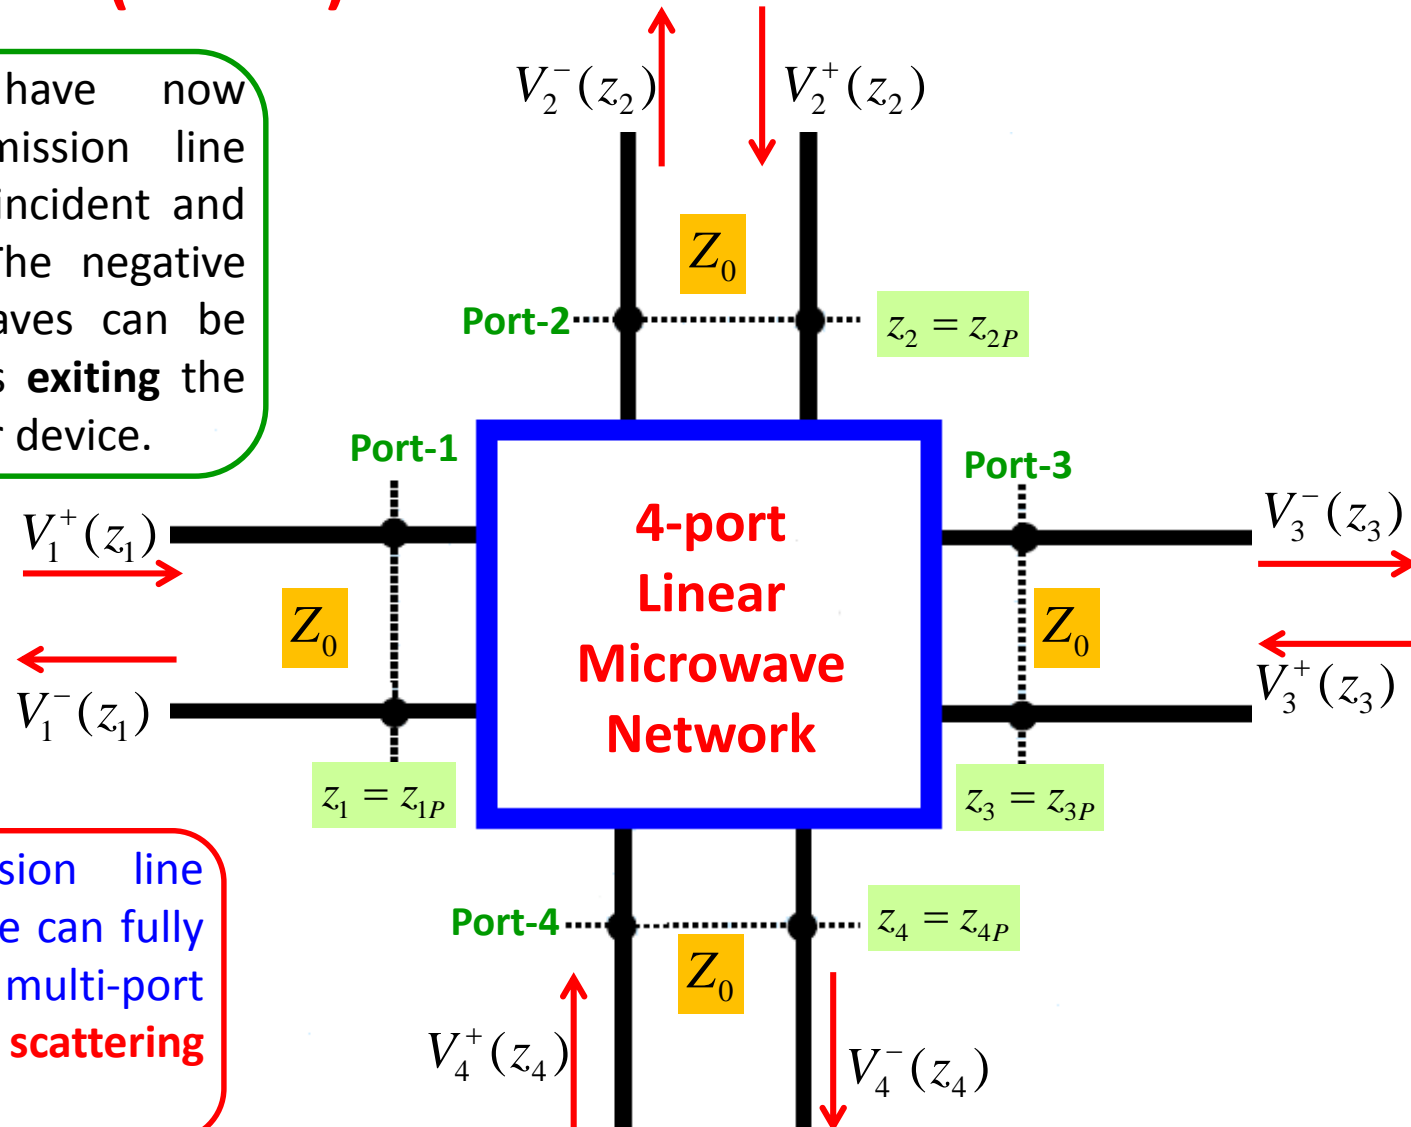 have now
mission line
incident and
The negative
aves can be
s exiting the
r device.
V₂⁻(z₂)
V₂⁺(z₂)
Z₀
Port-2
z₂ = z₂P
Port-1
Port-3
V₁⁺(z₁)
Z₀
V₁⁻(z₁)
z₁ = z₁P
4-port
Linear
Microwave
Network
V₃⁻(z₃)
Z₀
V₃⁺(z₃)
z₃ = z₃P
sion line
e can fully
multi-port
scattering
Port-4
z₄ = z₄P
Z₀
V₄⁺(z₄)
V₄⁻(z₄)